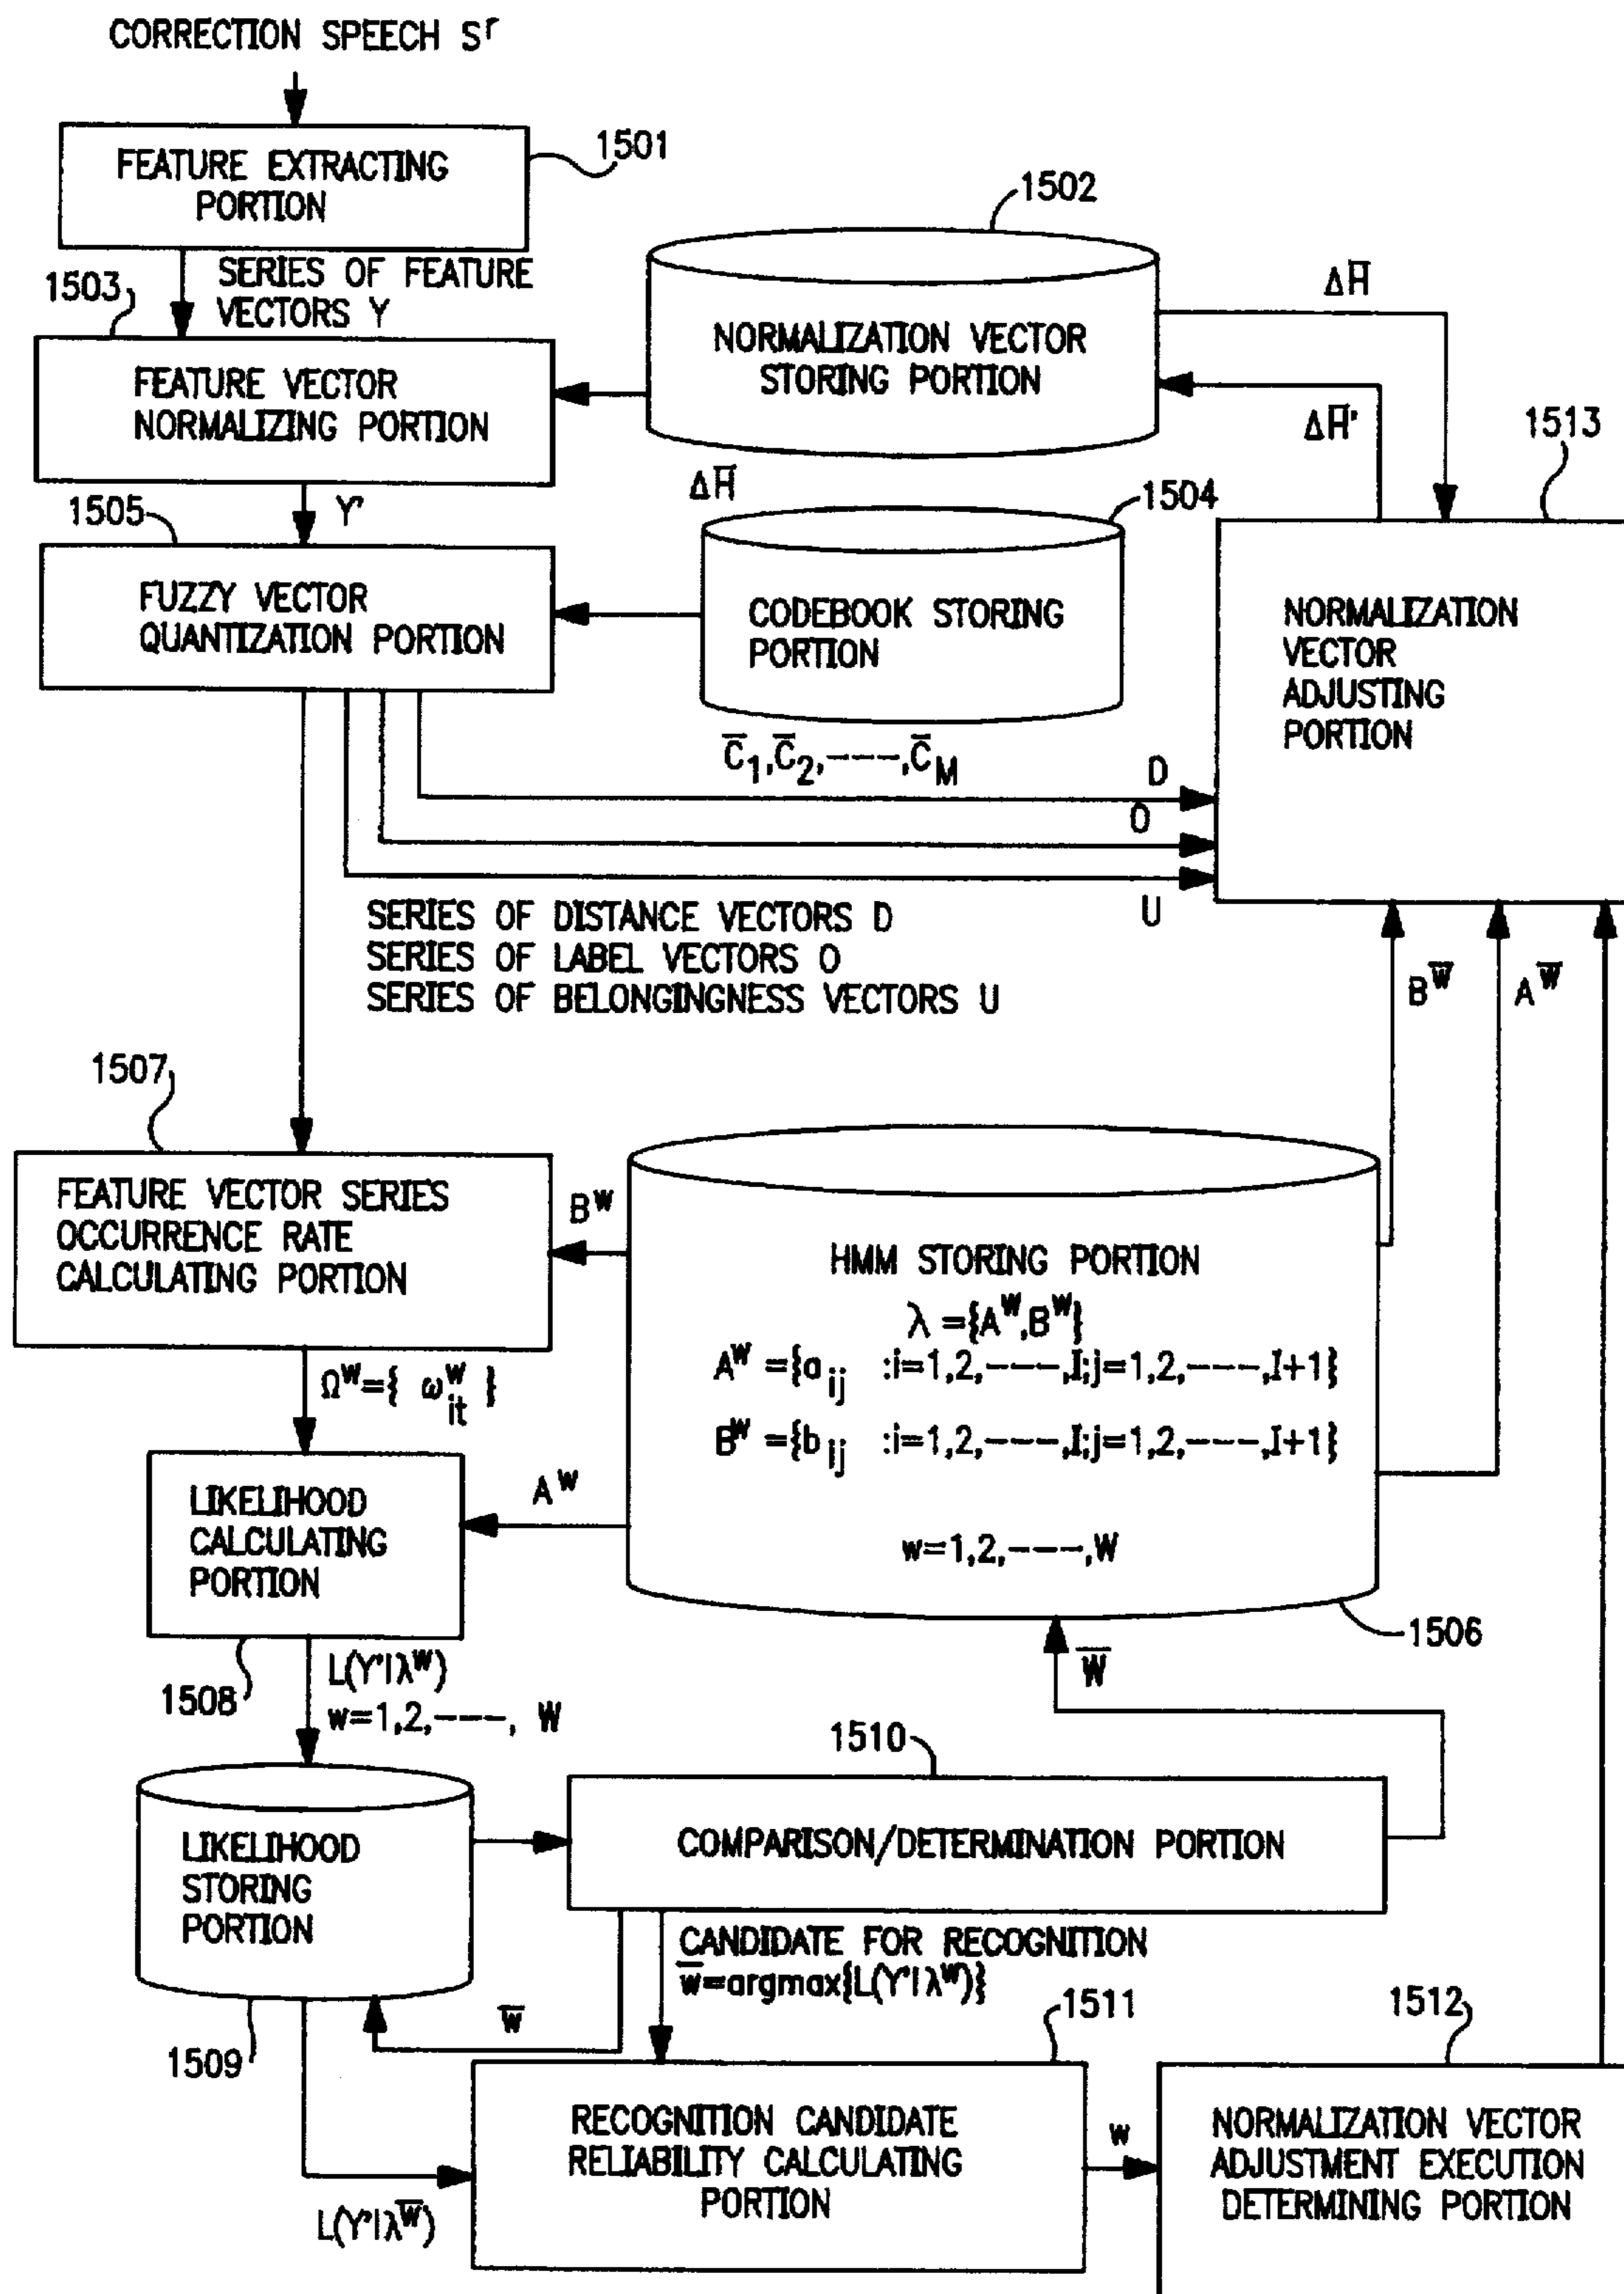 CORRECTION SPEECH Sʳ
FEATURE EXTRACTING
PORTION
1501
1502
SERIES OF FEATURE
VECTORS Y
1503
NORMALIZATION VECTOR
STORING PORTION
ΔH̅
ΔH̅'
1513
FEATURE VECTOR
NORMALIZING PORTION
ΔH̅
Y'
1505
1504
FUZZY VECTOR
QUANTIZATION PORTION
CODEBOOK STORING
PORTION
NORMALIZATION
VECTOR
ADJUSTING
PORTION
C̅₁,C̅₂,----,C̅_M
D
O
U
SERIES OF DISTANCE VECTORS D
SERIES OF LABEL VECTORS O
SERIES OF BELONGINGNESS VECTORS U
B^w̅
A^w̅
1507
FEATURE VECTOR SERIES
OCCURRENCE RATE
CALCULATING PORTION
B^w
HMM STORING PORTION
λ ={A^w,B^w}
A^w ={a_ij :i=1,2,----,I;j=1,2,----,I+1}
B^w ={b_ij :i=1,2,----,I;j=1,2,----,I+1}
w=1,2,----,W
Ω^w={ ω^w_it }
LIKELIHOOD
CALCULATING
PORTION
A^w
1506
1508
L(Y'|λ^w)
w=1,2,----, W
W̅
1510
LIKELIHOOD
STORING
PORTION
COMPARISON/DETERMINATION PORTION
CANDIDATE FOR RECOGNITION
w̅=argmax{L(Y'|λ^w)}
w̅
1509
1511
1512
RECOGNITION CANDIDATE
RELIABILITY CALCULATING
PORTION
w
NORMALIZATION VECTOR
ADJUSTMENT EXECUTION
DETERMINING PORTION
L(Y'|λ^w̅)